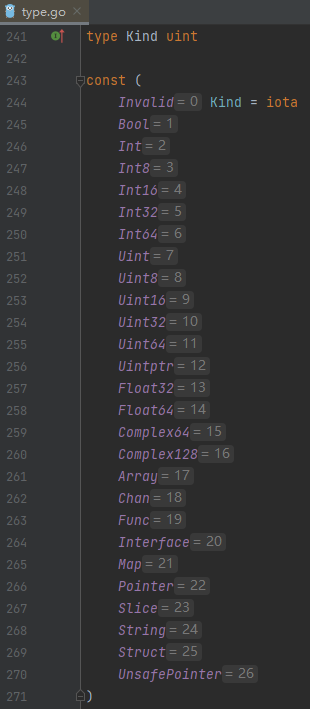 type.go
241 type Kind uint
242
243 const (
244 Invalid = 0 Kind = iota
245 Bool = 1
246 Int = 2
247 Int8 = 3
248 Int16 = 4
249 Int32 = 5
250 Int64 = 6
251 Uint = 7
252 Uint8 = 8
253 Uint16 = 9
254 Uint32 = 10
255 Uint64 = 11
256 Uintptr = 12
257 Float32 = 13
258 Float64 = 14
259 Complex64 = 15
260 Complex128 = 16
261 Array = 17
262 Chan = 18
263 Func = 19
264 Interface = 20
265 Map = 21
266 Pointer = 22
267 Slice = 23
268 String = 24
269 Struct = 25
270 UnsafePointer = 26
271 )